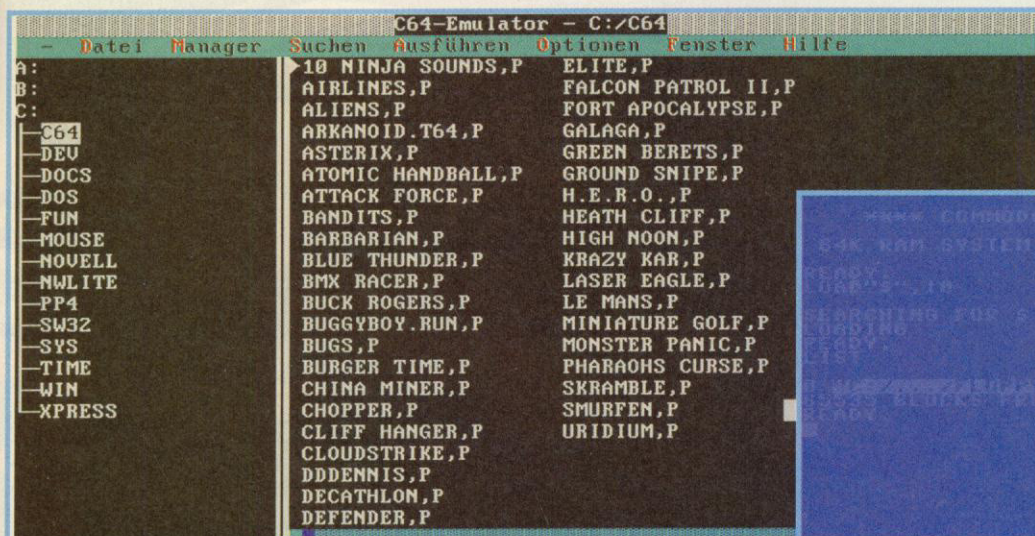 C64-Emulator - C:/C64
- Datei Manager Suchen Ausführen Optionen Fenster Hilfe
A:
B:
C:
C64
DEV
DOCS
DOS
FUN
MOUSE
NOVELL
NWLITE
PP4
SW32
SYS
TIME
WIN
XPRESS
10 NINJA SOUNDS,P
AIRLINES,P
ALIENS,P
ARKANOID.T64,P
ASTERIX,P
ATOMIC HANDBALL,P
ATTACK FORCE,P
BANDITS,P
BARBARIAN,P
BLUE THUNDER,P
BMX RACER,P
BUCK ROGERS,P
BUGGYBOY.RUN,P
BUGS,P
BURGER TIME,P
CHINA MINER,P
CHOPPER,P
CLIFF HANGER,P
CLOUDSTRIKE,P
DDDENNIS,P
DECATHLON,P
DEFENDER,P
ELITE,P
FALCON PATROL II,P
FORT APOCALYPSE,P
GALAGA,P
GREEN BERETS,P
GROUND SNIPE,P
H.E.R.O.,P
HEATH CLIFF,P
HIGH NOON,P
KRAZY KAR,P
LASER EAGLE,P
LE MANS,P
MINIATURE GOLF,P
MONSTER PANIC,P
PHARAOHS CURSE,P
SKRAMBLE,P
SMURFEN,P
URIDIUM,P
**** COMMOD
64K RAM SYSTEM
READY.
SEARCHING FOR
LOADING
READY.
LIST
READY.